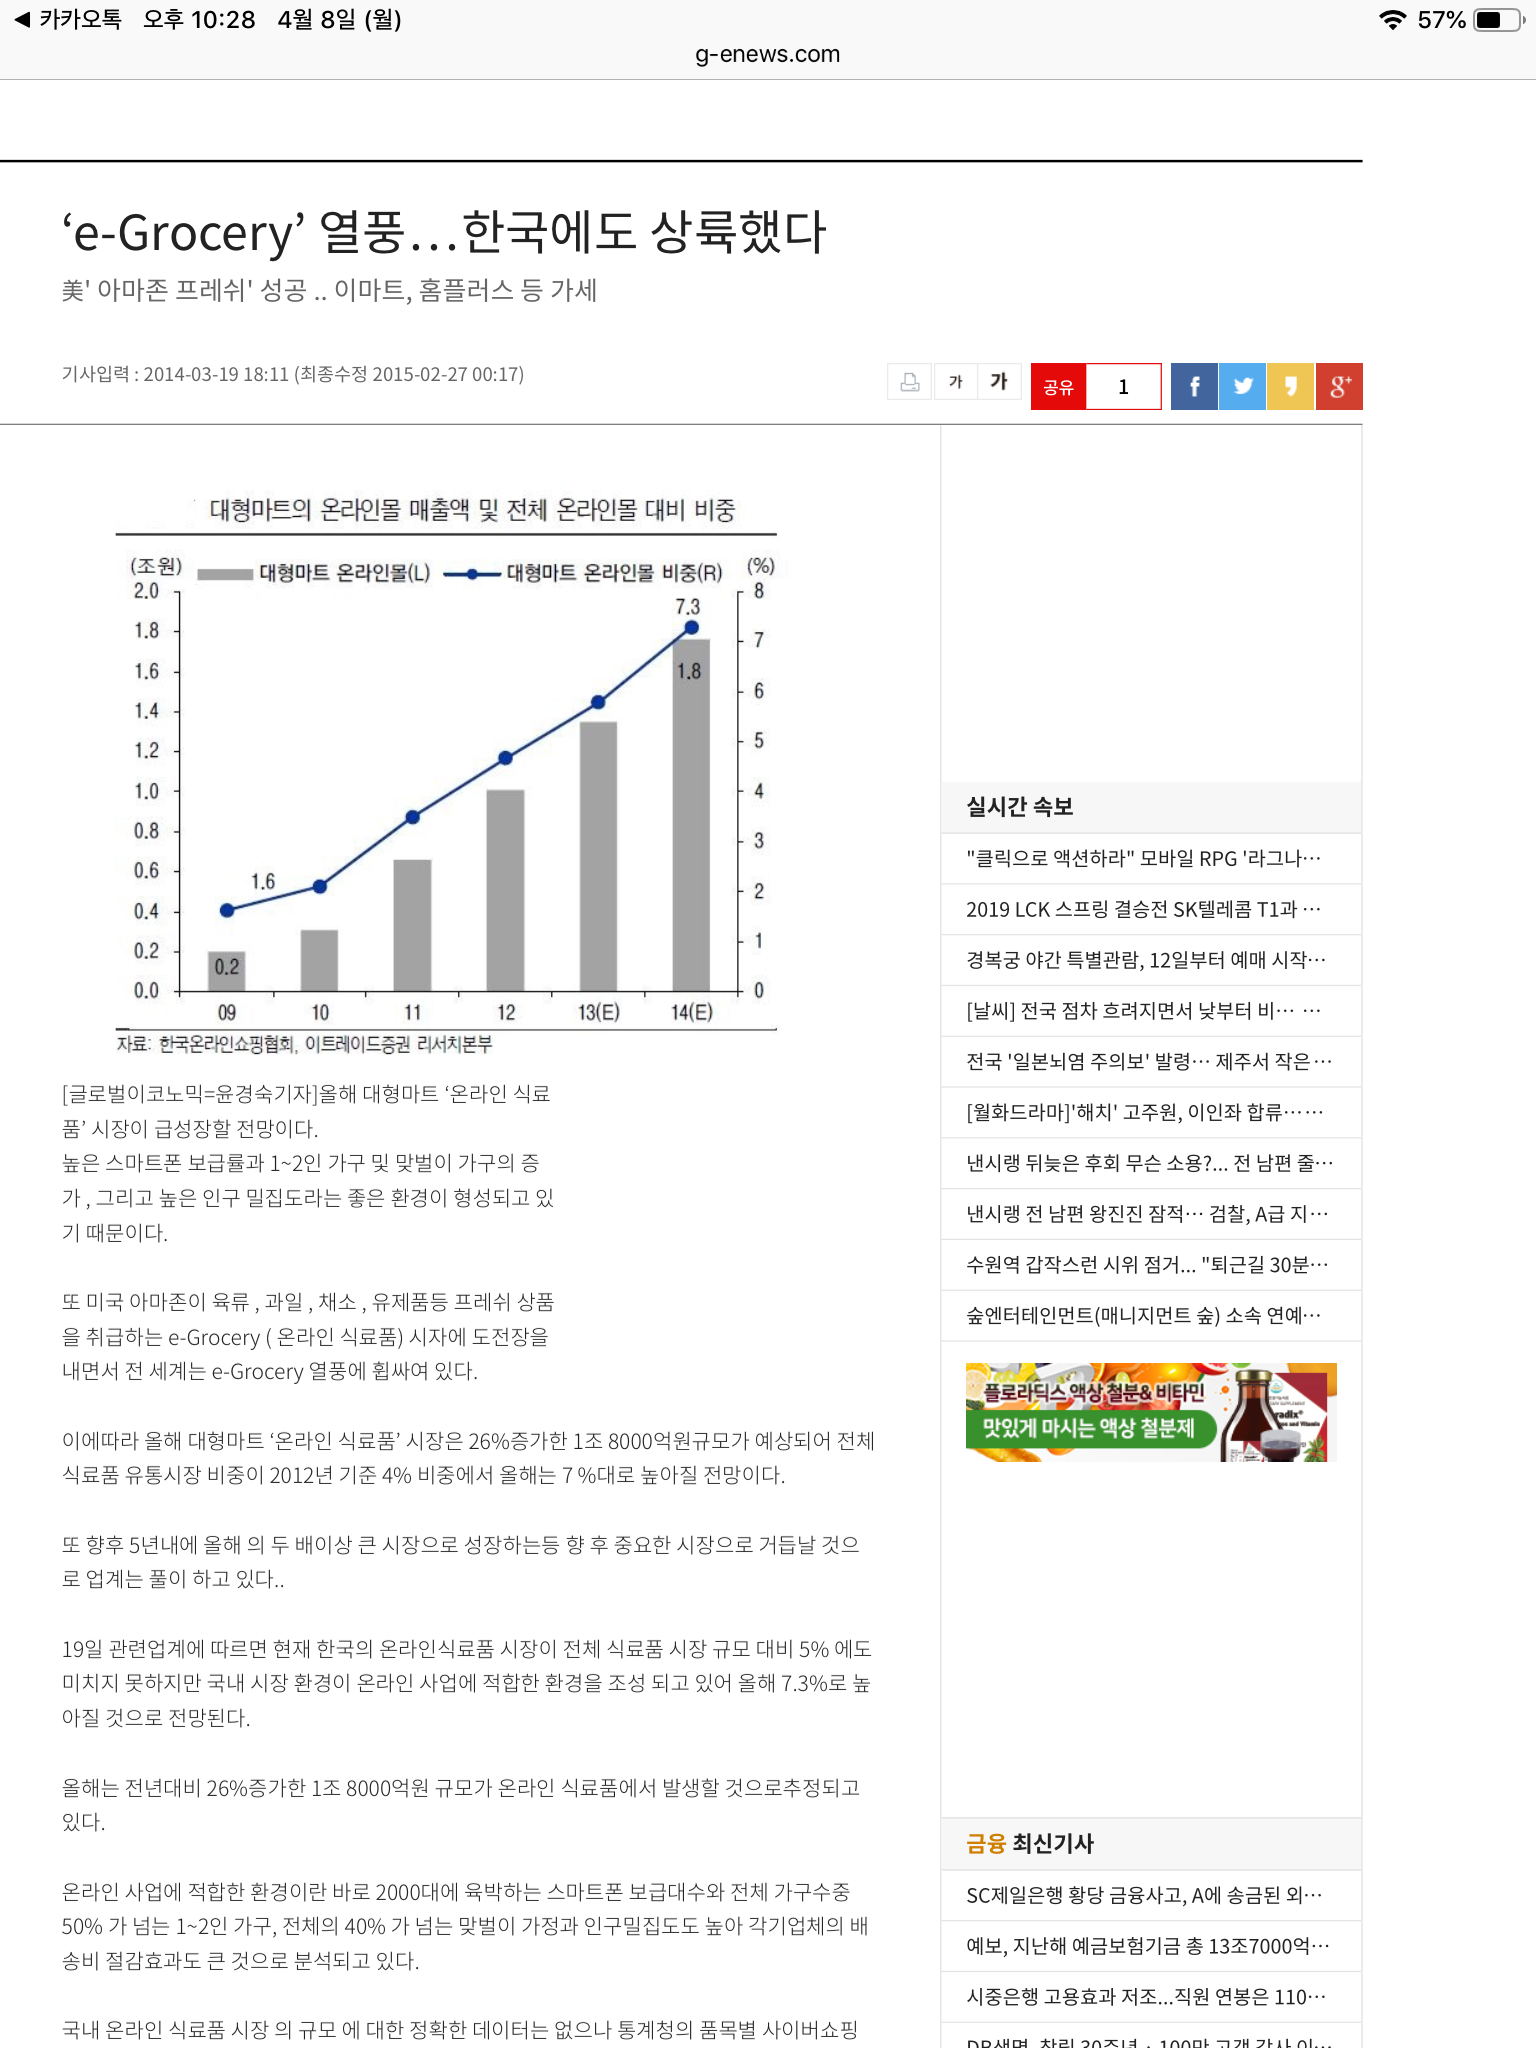 ◀ 카카오톡 오후 10:28 4월 8일 (월) 57%
g-enews.com
‘e-Grocery’ 열풍…한국에도 상륙했다
美' 아마존 프레쉬' 성공 .. 이마트, 홈플러스 등 가세
기사입력 : 2014-03-19 18:11 (최종수정 2015-02-27 00:17)
가 가 공유 1 f g+
대형마트의 온라인몰 매출액 및 전체 온라인몰 대비 비중
(조원) 대형마트 온라인몰(L) 대형마트 온라인몰 비중(R) (%)
2.0 8
7.3
1.8 7
1.8
1.6 6
1.4
1.2 5
1.0 4
0.8 3
0.6 1.6 2
0.4
0.2 1
0.2
0.0 0
09 10 11 12 13(E) 14(E)
자료: 한국온라인쇼핑협회, 이트레이드증권 리서치본부
[글로벌이코노믹=윤경숙기자]올해 대형마트 ‘온라인 식료
품’ 시장이 급성장할 전망이다.
높은 스마트폰 보급률과 1~2인 가구 및 맞벌이 가구의 증
가 , 그리고 높은 인구 밀집도라는 좋은 환경이 형성되고 있
기 때문이다.
또 미국 아마존이 육류 , 과일 , 채소 , 유제품등 프레쉬 상품
을 취급하는 e-Grocery ( 온라인 식료품) 시자에 도전장을
내면서 전 세계는 e-Grocery 열풍에 휩싸여 있다.
이에따라 올해 대형마트 ‘온라인 식료품’ 시장은 26%증가한 1조 8000억원규모가 예상되어 전체
식료품 유통시장 비중이 2012년 기준 4% 비중에서 올해는 7 %대로 높아질 전망이다.
또 향후 5년내에 올해 의 두 배이상 큰 시장으로 성장하는등 향 후 중요한 시장으로 거듭날 것으
로 업계는 풀이 하고 있다..
19일 관련업계에 따르면 현재 한국의 온라인식료품 시장이 전체 식료품 시장 규모 대비 5% 에도
미치지 못하지만 국내 시장 환경이 온라인 사업에 적합한 환경을 조성 되고 있어 올해 7.3%로 높
아질 것으로 전망된다.
올해는 전년대비 26%증가한 1조 8000억원 규모가 온라인 식료품에서 발생할 것으로추정되고
있다.
온라인 사업에 적합한 환경이란 바로 2000대에 육박하는 스마트폰 보급대수와 전체 가구수중
50% 가 넘는 1~2인 가구, 전체의 40% 가 넘는 맞벌이 가정과 인구밀집도도 높아 각기업체의 배
송비 절감효과도 큰 것으로 분석되고 있다.
국내 온라인 식료품 시장 의 규모 에 대한 정확한 데이터는 없으나 통계청의 품목별 사이버쇼핑
실시간 속보
"클릭으로 액션하라" 모바일 RPG '라그나…
2019 LCK 스프링 결승전 SK텔레콤 T1과 …
경복궁 야간 특별관람, 12일부터 예매 시작…
[날씨] 전국 점차 흐려지면서 낮부터 비… …
전국 '일본뇌염 주의보' 발령… 제주서 작은…
[월화드라마]'해치' 고주원, 이인좌 합류……
낸시랭 뒤늦은 후회 무슨 소용?... 전 남편 줄…
낸시랭 전 남편 왕진진 잠적… 검찰, A급 지…
수원역 갑작스런 시위 점거... "퇴근길 30분…
숲엔터테인먼트(매니지먼트 숲) 소속 연예…
플로라딕스 액상 철분& 비타민
맛있게 마시는 액상 철분제
금융 최신기사
SC제일은행 황당 금융사고, A에 송금된 외…
예보, 지난해 예금보험기금 총 13조7000억…
시중은행 고용효과 저조...직원 연봉은 110…